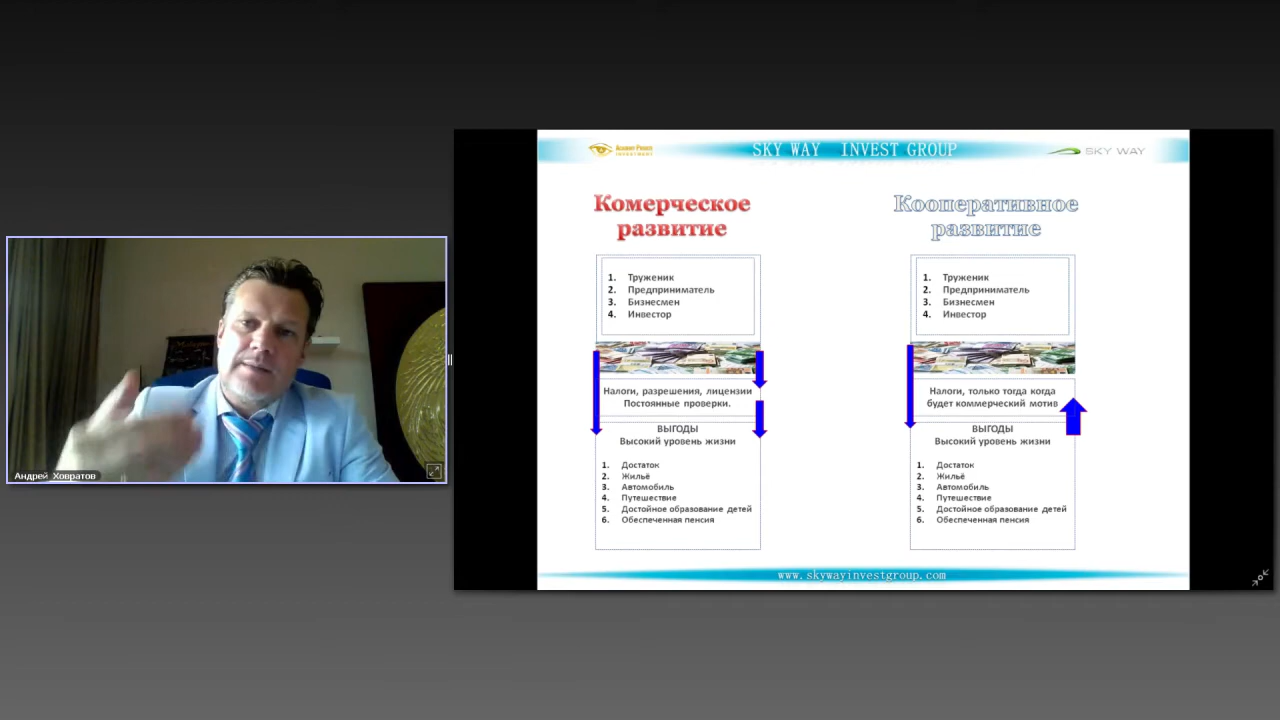 SKY WAY INVEST GROUP
SKY WAY
Комерческое
развитие
1. Труженик
2. Предприниматель
3. Бизнесмен
4. Инвестор
Налоги, разрешения, лицензии
Постоянные проверки.
ВЫГОДЫ
Высокий уровень жизни
1. Достаток
2. Жильё
3. Автомобиль
4. Путешествие
5. Достойное образование детей
6. Обеспеченная пенсия
Кооперативное
развитие
1. Труженик
2. Предприниматель
3. Бизнесмен
4. Инвестор
Налоги, только тогда когда
будет коммерческий мотив
ВЫГОДЫ
Высокий уровень жизни
1. Достаток
2. Жильё
3. Автомобиль
4. Путешествие
5. Достойное образование детей
6. Обеспеченная пенсия
www.skywayinvestgroup.com
Андрей Ховратов